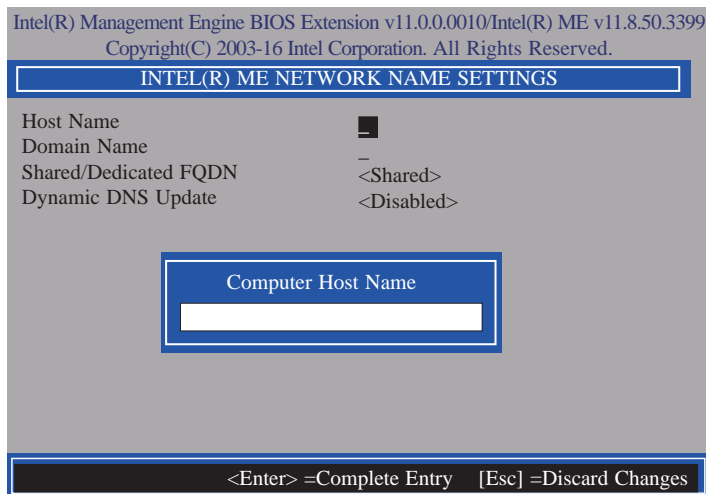 Intel(R) Management Engine BIOS Extension v11.0.0.0010/Intel(R) ME v11.8.50.3399
Copyright(C) 2003-16 Intel Corporation. All Rights Reserved.
INTEL(R) ME NETWORK NAME SETTINGS
Host Name _
Domain Name _
Shared/Dedicated FQDN <Shared>
Dynamic DNS Update <Disabled>
Computer Host Name
<Enter> =Complete Entry [Esc] =Discard Changes